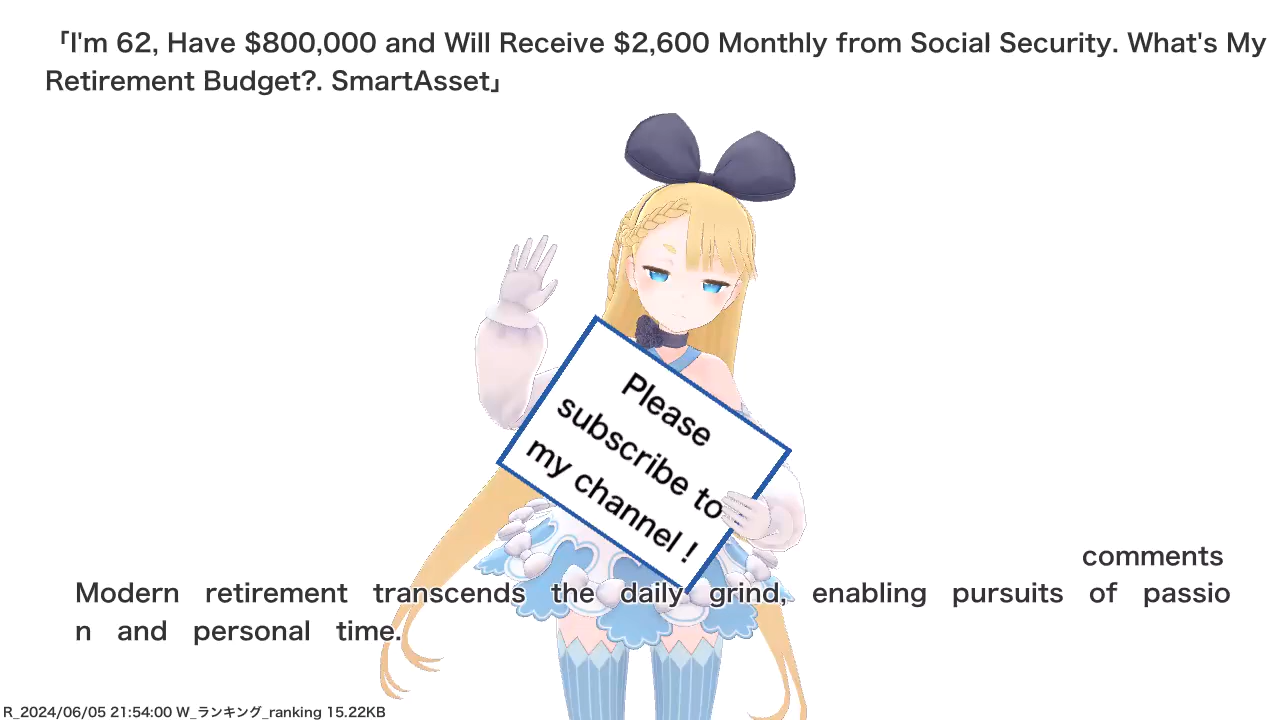 「I'm 62, Have $800,000 and Will Receive $2,600 Monthly from Social Security. What's My
Retirement Budget?. SmartAsset」
Please
subscribe to
my channel !
comments
Modern retirement transcends the daily grind, enabling pursuits of passio
n and personal time.
R_2024/06/05 21:54:00 W_ランキング_ranking 15.22KB